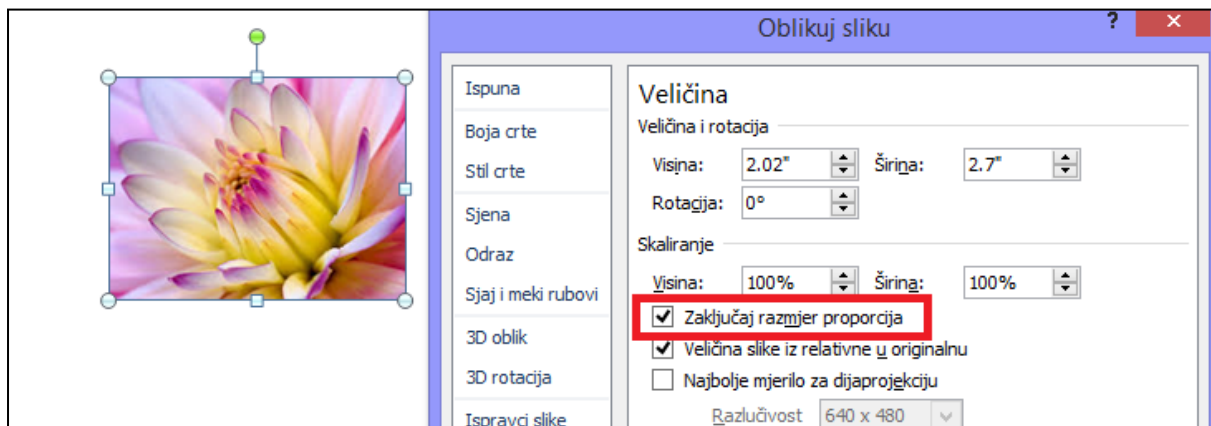 Oblikuj sliku
?
Ispuna
Boja crte
Stil crte
Sjena
Odraz
Sjaj i meki rubovi
3D oblik
3D rotacija
Ispravci slike
Veličina
Veličina i rotacija
Visina: 2.02" Širina: 2.7"
Rotacija: 0°
Skaliranje
Visina: 100% Širina: 100%
Zaključaj razmjer proporcija
Veličina slike iz relativne u originalnu
Najbolje mjerilo za dijaprojekciju
Razlučivost 640 x 480